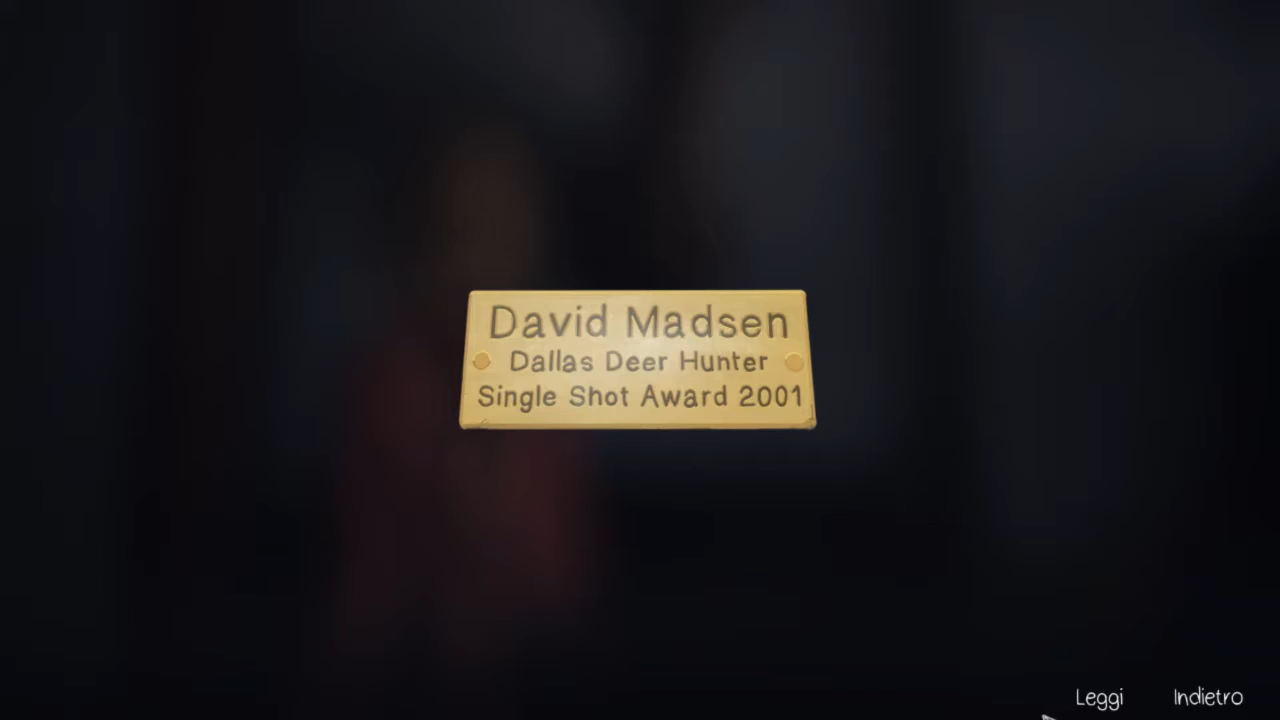 David Madsen
Dallas Deer Hunter
Single Shot Award 2001
Leggi Indietro